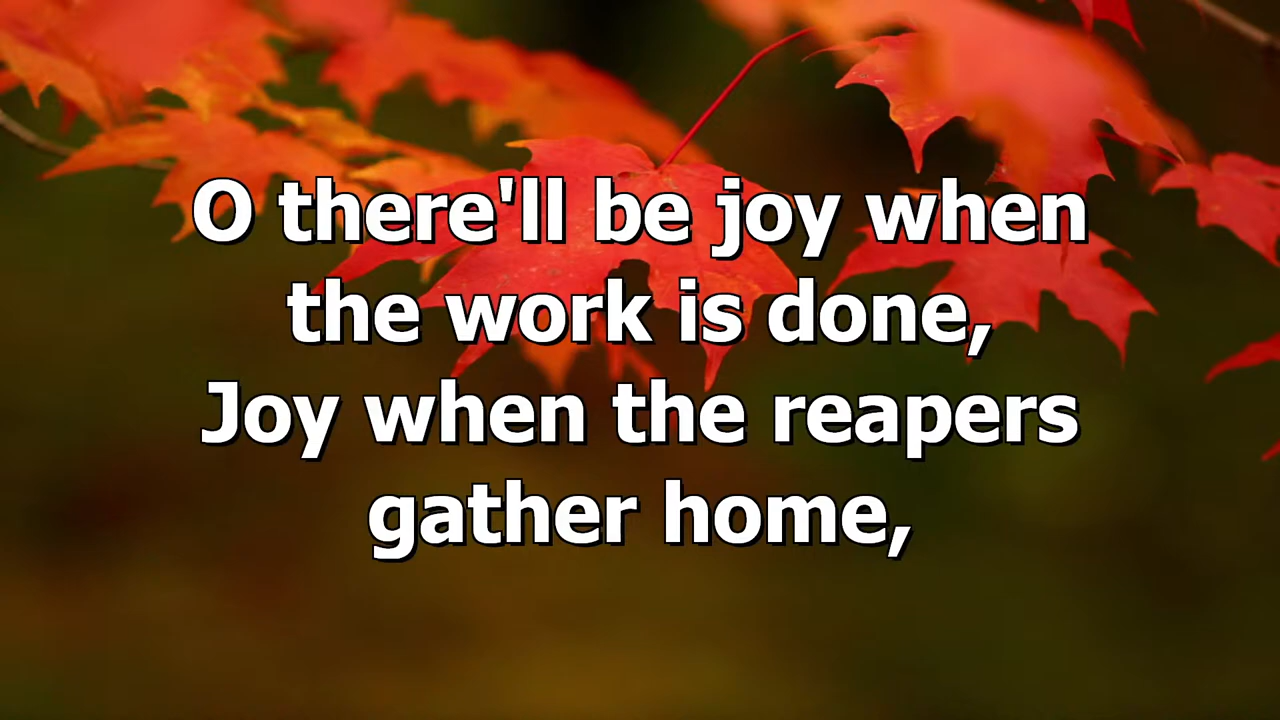 O there'll be joy when
the work is done,
Joy when the reapers
gather home,